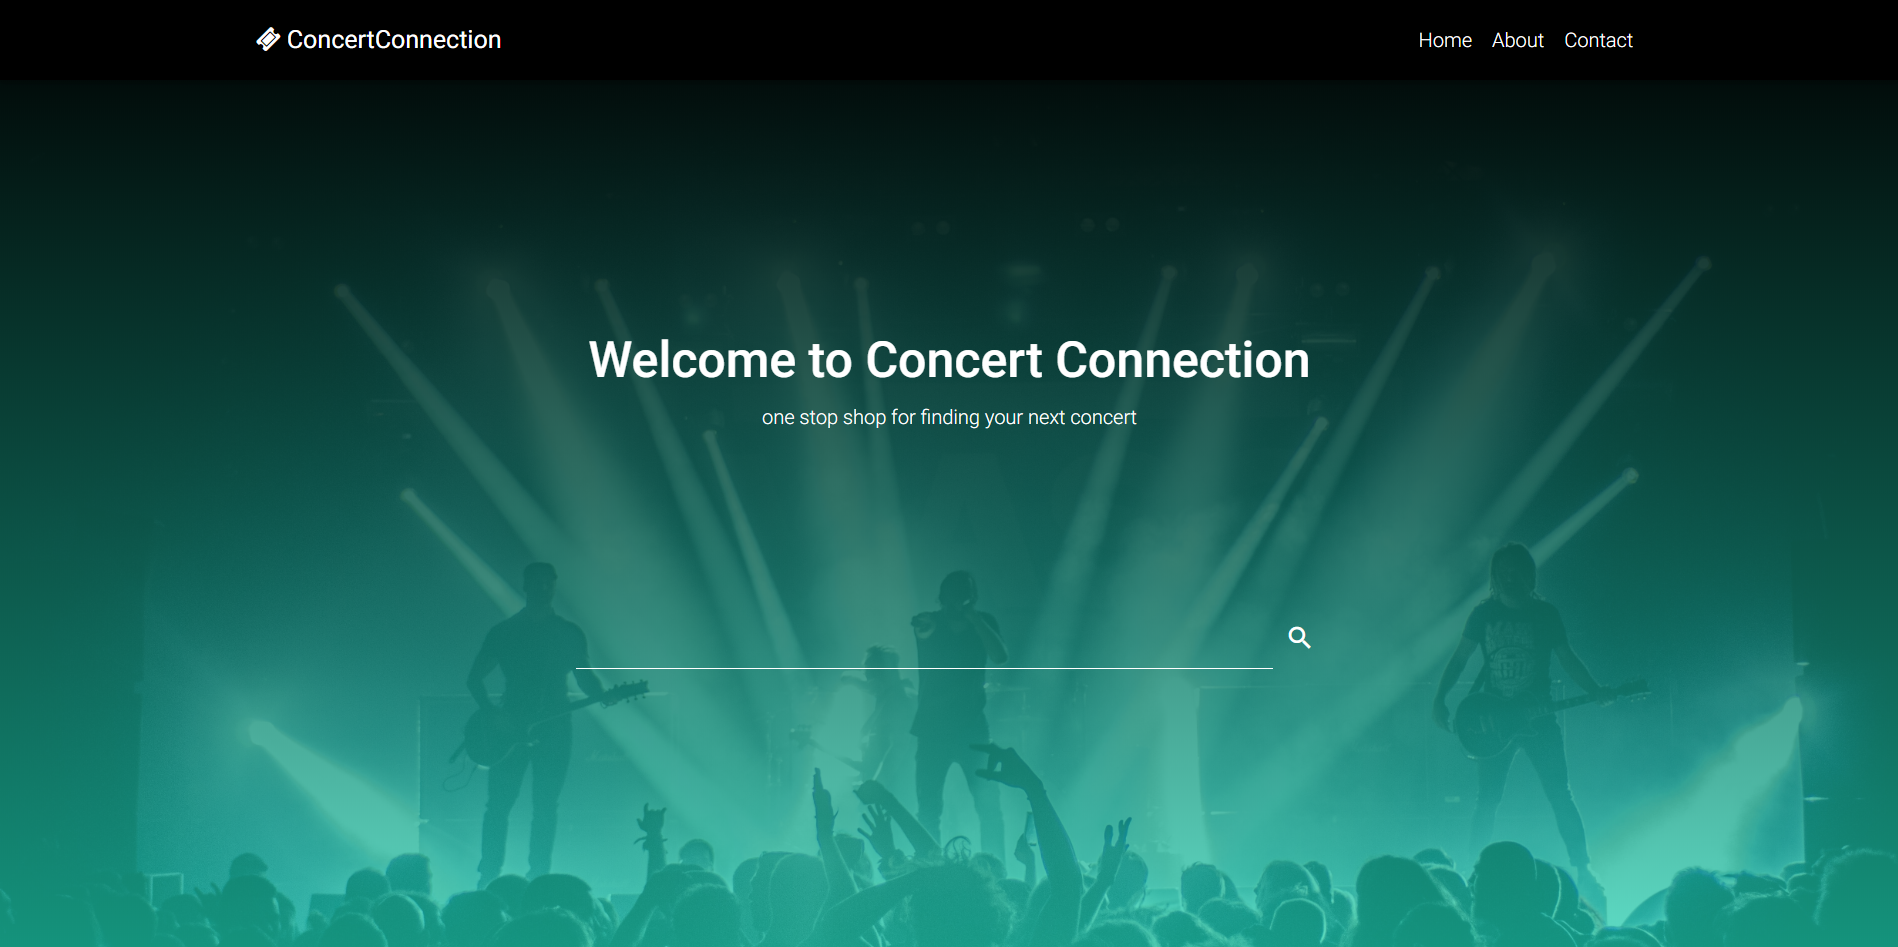 ConcertConnection
Home About Contact
Welcome to Concert Connection
one stop shop for finding your next concert